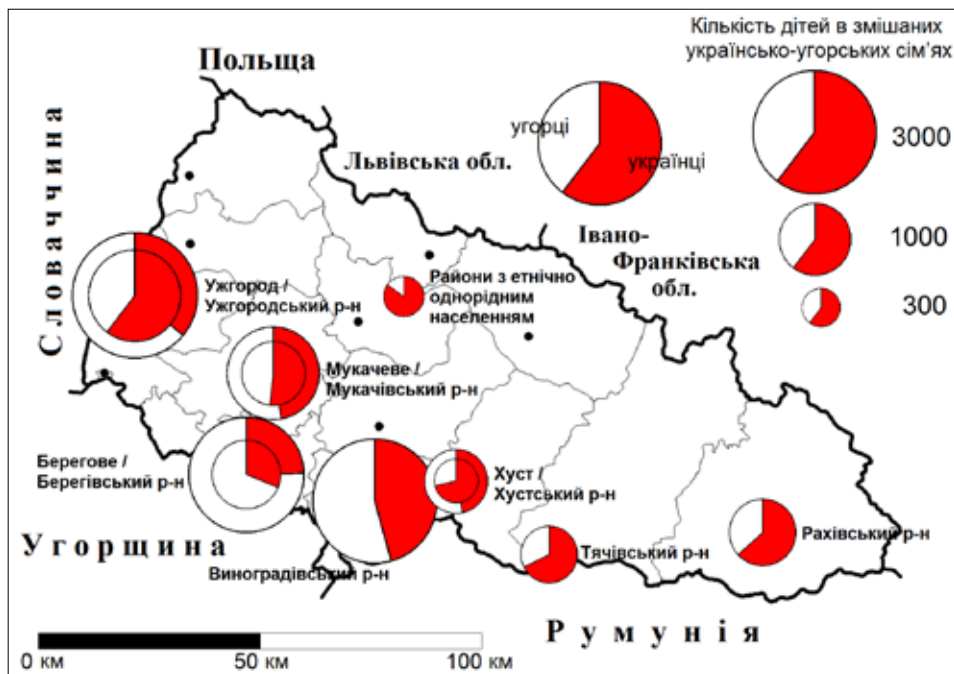 Кількість дітей в змішаних
українсько-угорських сім'ях
Польща
угорці
українці
3000
Львівська обл.
Словаччина
Івано-
Франківська
обл.
1000
300
Ужгород /
Ужгородський р-н
Райони з етнічно
однорідним
населенням
Мукачеве /
Мукачівський р-н
Берегове /
Берегівський р-н
Хуст /
Хустський р-н
Угорщина
Виноградівський р-н
Тячівський р-н
Рахівський р-н
Румунія
0 км
50 км
100 км